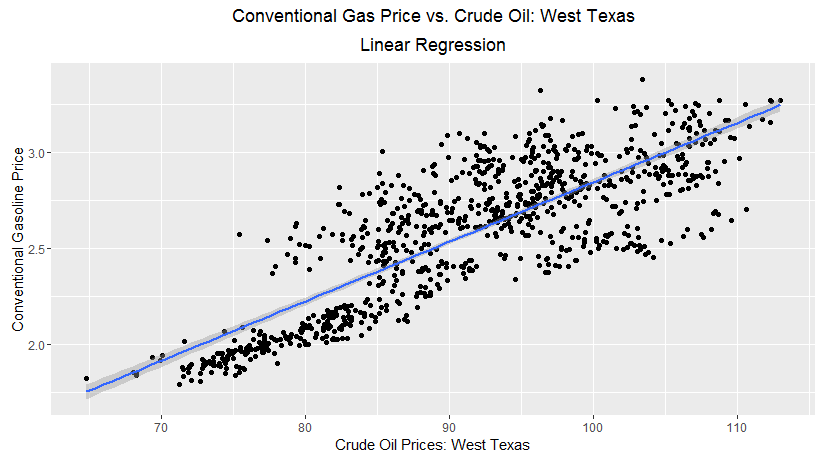 Conventional Gas Price vs. Crude Oil: West Texas
Linear Regression
Conventional Gasoline Price
3.0
2.5
2.0
70 80 90 100 110
Crude Oil Prices: West Texas